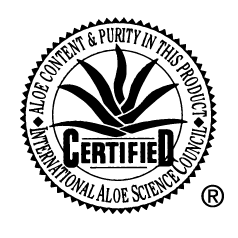 ALOE CONTENT & PURITY IN THIS PRODUCT
CERTIFIED
INTERNATIONAL ALOE SCIENCE COUNCIL
®